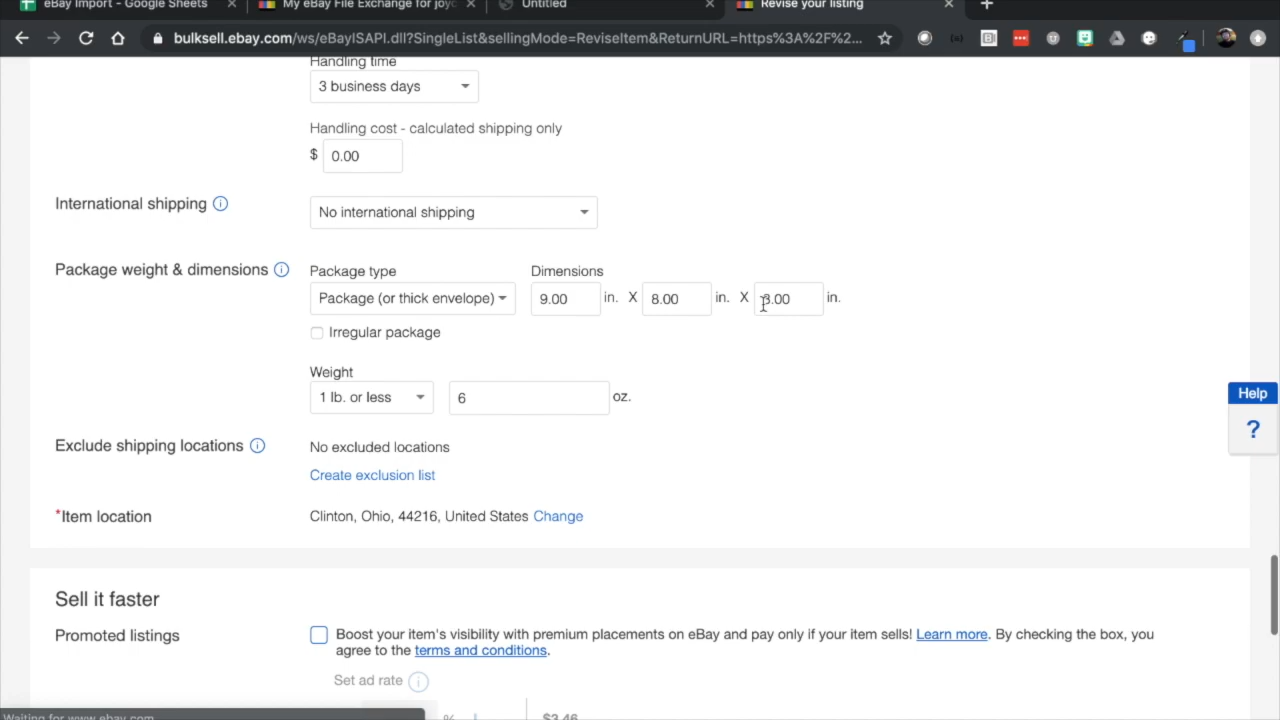 eBay Import - Google Sheets
My eBay File Exchange for joyc
Untitled
Revise your listing
bulksell.ebay.com/ws/eBayISAPI.dll?SingleList&sellingMode=ReviseItem&ReturnURL=https%3A%2F%2...
Handling time
3 business days
Handling cost - calculated shipping only
$ 0.00
International shipping
No international shipping
Package weight & dimensions
Package type
Dimensions
Package (or thick envelope)
9.00 in. X 8.00 in. X 3.00 in.
Irregular package
Weight
1 lb. or less
6 oz.
Exclude shipping locations
No excluded locations
Create exclusion list
*Item location
Clinton, Ohio, 44216, United States Change
Help
?
Sell it faster
Promoted listings
Boost your item's visibility with premium placements on eBay and pay only if your item sells! Learn more. By checking the box, you
agree to the terms and conditions.
Set ad rate
%
$3.46
Waiting for www.ebay.com